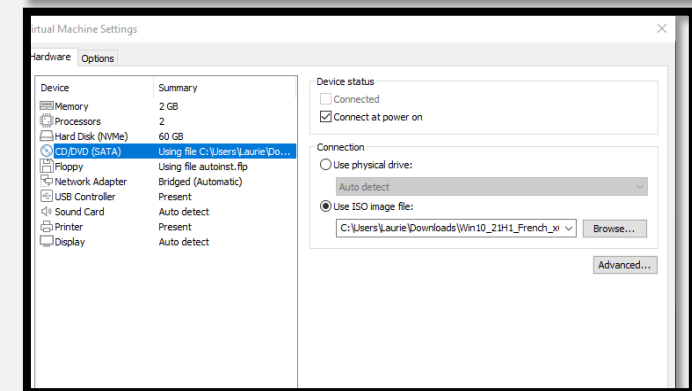 irtual Machine Settings
Hardware Options
Device Summary
Memory 2 GB
Processors 2
Hard Disk (NVMe) 60 GB
CD/DVD (SATA) Using file C:\Users\Laurie\Do...
Floppy Using file autoinst.flp
Network Adapter Bridged (Automatic)
USB Controller Present
Sound Card Auto detect
Printer Present
Display Auto detect
Device status
Connected
Connect at power on
Connection
Use physical drive:
Auto detect
Use ISO image file:
C:\Users\Laurie\Downloads\Win10_21H1_French_x Browse...
Advanced...